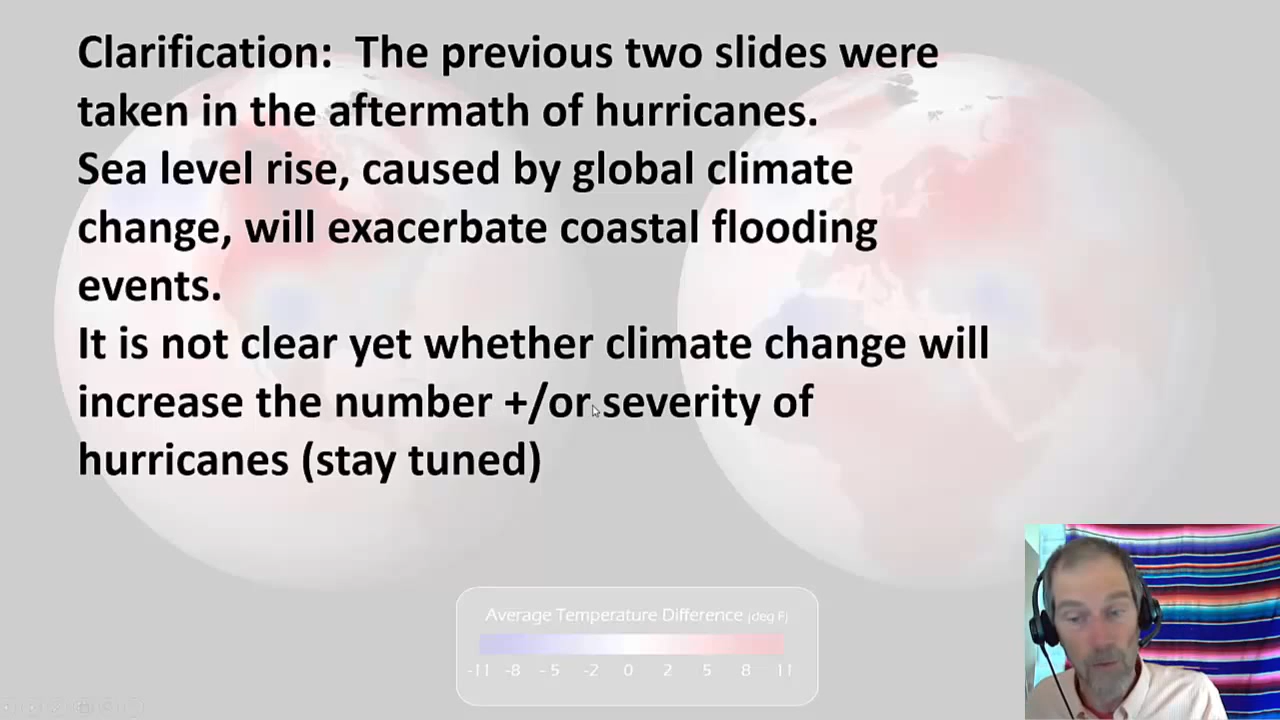 Clarification:  The previous two slides were
taken in the aftermath of hurricanes.
Sea level rise, caused by global climate
change, will exacerbate coastal flooding
events.
It is not clear yet whether climate change will
increase the number +/or severity of
hurricanes (stay tuned)
Average Temperature Difference (deg F)
-11 -8 -5 -2 0 2 5 8 11